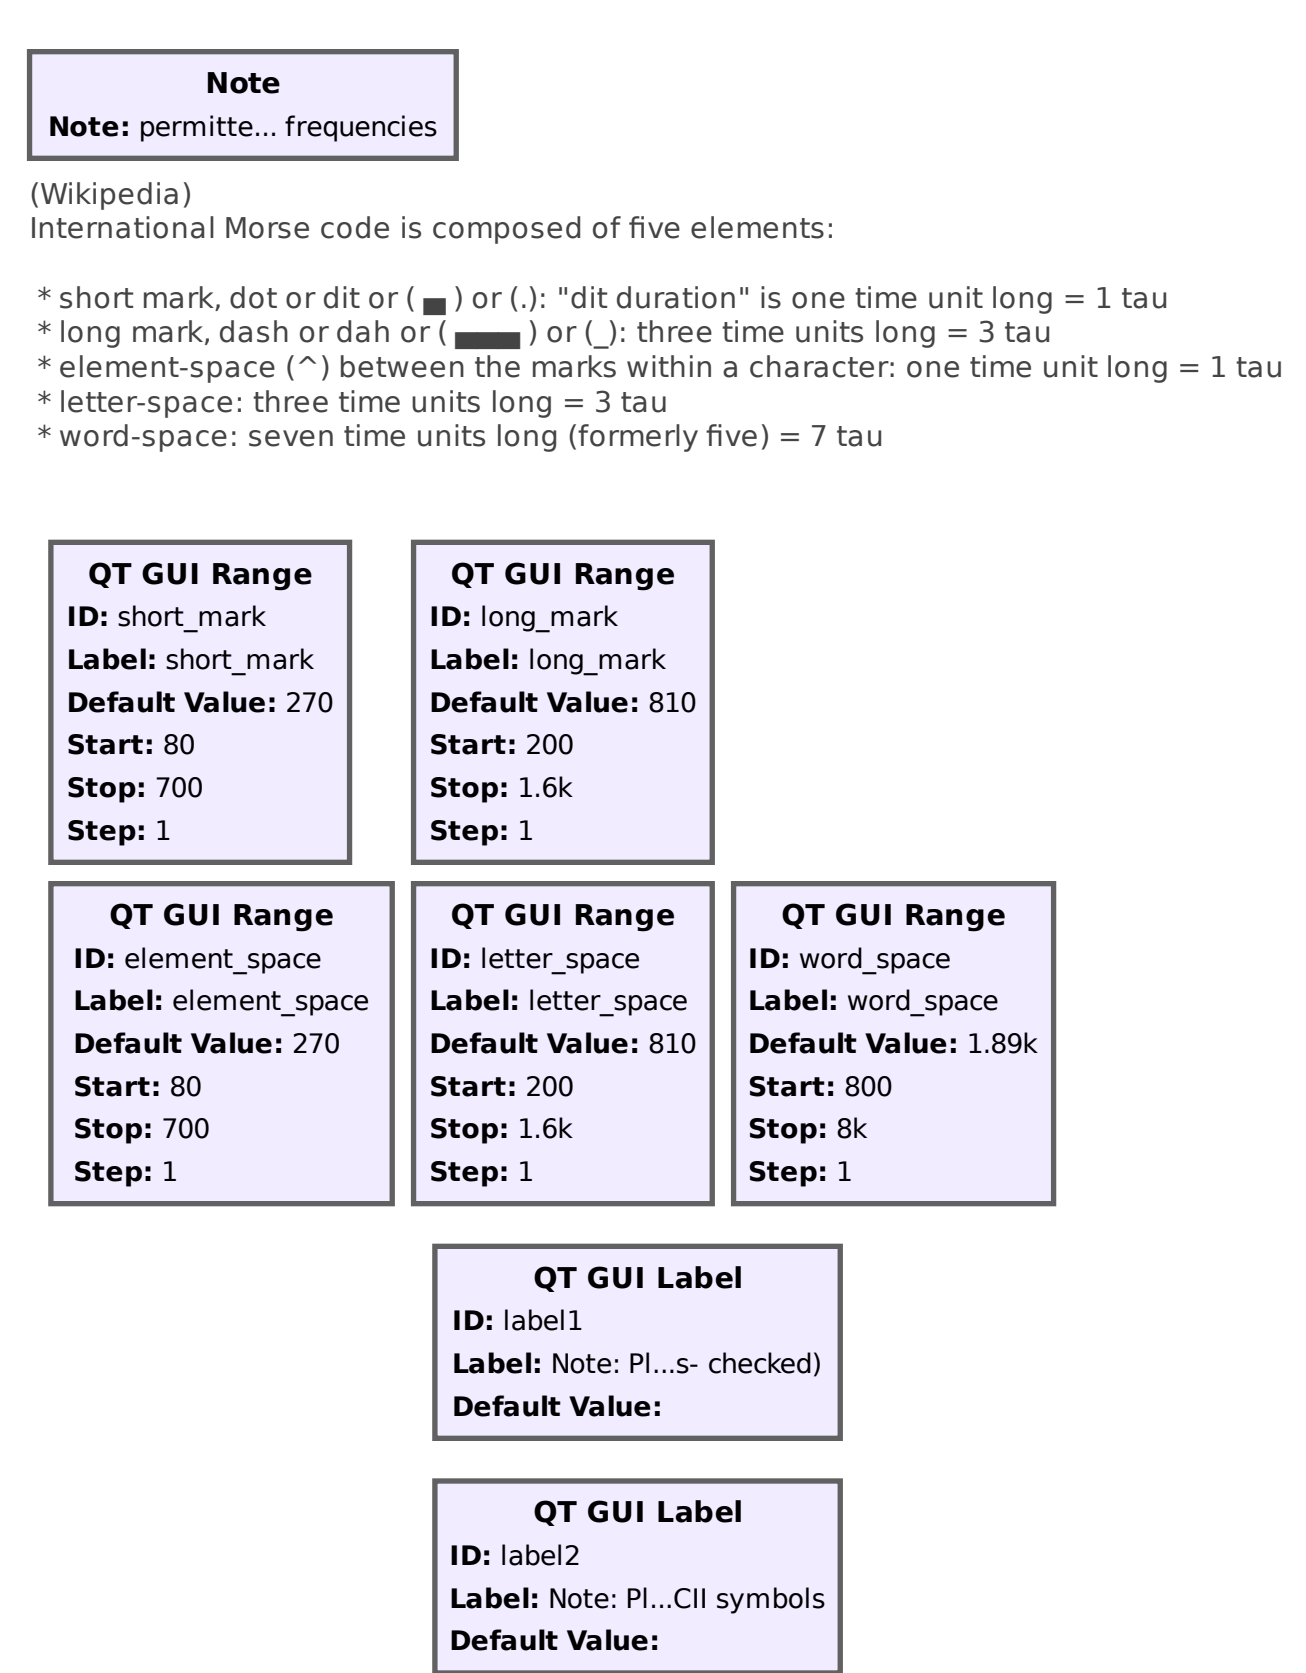 Note
Note: permitte... frequencies
(Wikipedia)
International Morse code is composed of five elements:
* short mark, dot or dit or ( ▄ ) or (.): "dit duration" is one time unit long = 1 tau
* long mark, dash or dah or ( ▄▄▄ ) or (_): three time units long = 3 tau
* element-space (^) between the marks within a character: one time unit long = 1 tau
* letter-space: three time units long = 3 tau
* word-space: seven time units long (formerly five) = 7 tau
QT GUI Range
ID: short_mark
Label: short_mark
Default Value: 270
Start: 80
Stop: 700
Step: 1
QT GUI Range
ID: long_mark
Label: long_mark
Default Value: 810
Start: 200
Stop: 1.6k
Step: 1
QT GUI Range
ID: element_space
Label: element_space
Default Value: 270
Start: 80
Stop: 700
Step: 1
QT GUI Range
ID: letter_space
Label: letter_space
Default Value: 810
Start: 200
Stop: 1.6k
Step: 1
QT GUI Range
ID: word_space
Label: word_space
Default Value: 1.89k
Start: 800
Stop: 8k
Step: 1
QT GUI Label
ID: label1
Label: Note: Pl...s- checked)
Default Value:
QT GUI Label
ID: label2
Label: Note: Pl...CII symbols
Default Value: